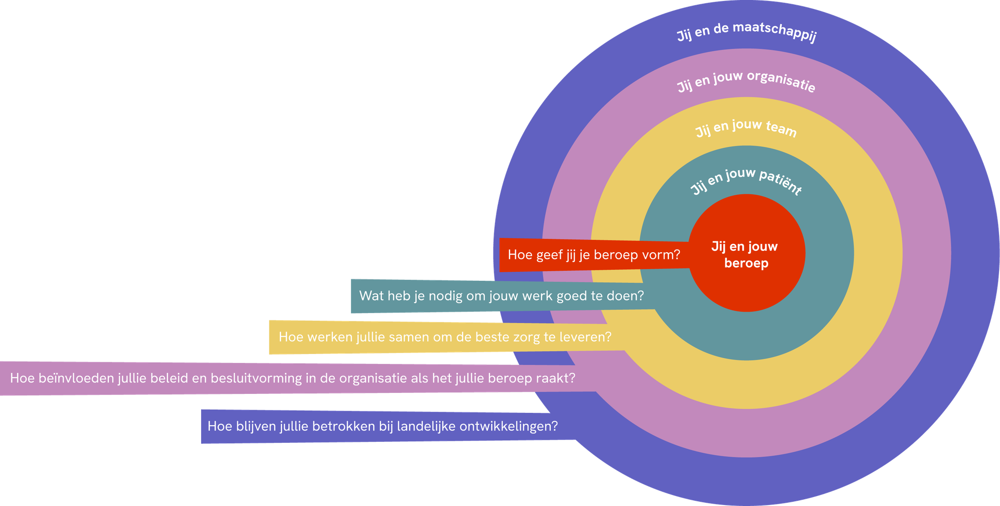 Jij en de maatschappij
Jij en jouw organisatie
Jij en jouw team
Jij en jouw patiënt
Jij en jouw
beroep
Hoe geef jij je beroep vorm?
Wat heb je nodig om jouw werk goed te doen?
Hoe werken jullie samen om de beste zorg te leveren?
Hoe beïnvloeden jullie beleid en besluitvorming in de organisatie als het jullie beroep raakt?
Hoe blijven jullie betrokken bij landelijke ontwikkelingen?